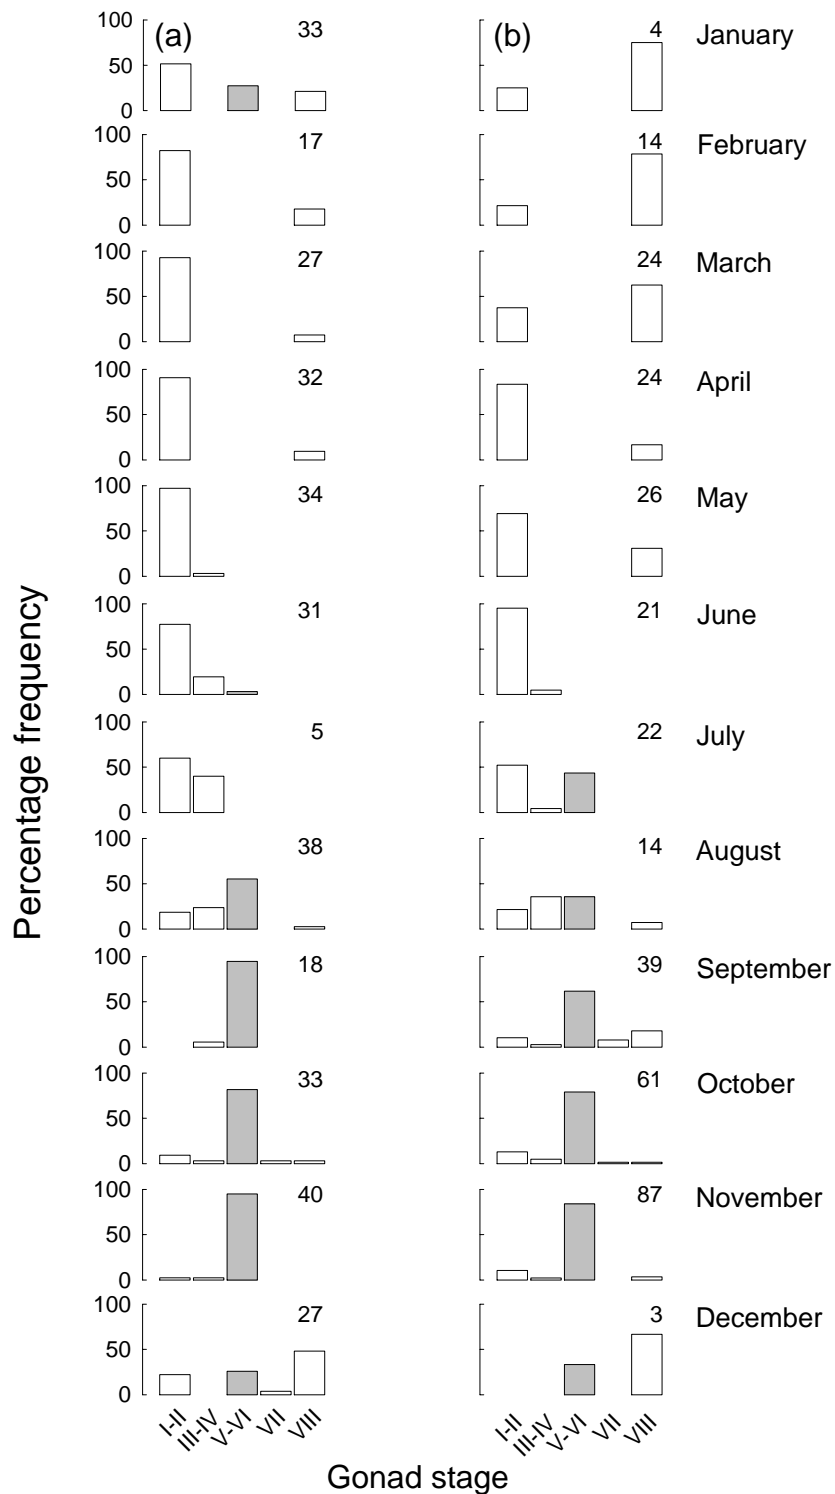 (a) (b)
100 33 4 January
50
0
100 17 14 February
50
0
100 27 24 March
50
0
100 32 24 April
50
0
100 34 26 May
50
0
100 31 21 June
50
0
100 5 22 July
50
0
100 38 14 August
50
0
100 18 39 September
50
0
100 33 61 October
50
0
100 40 87 November
50
0
100 27 3 December
50
0
Percentage frequency
I-II III-IV V-VI VII VIII I-II III-IV V-VI VII VIII
Gonad stage